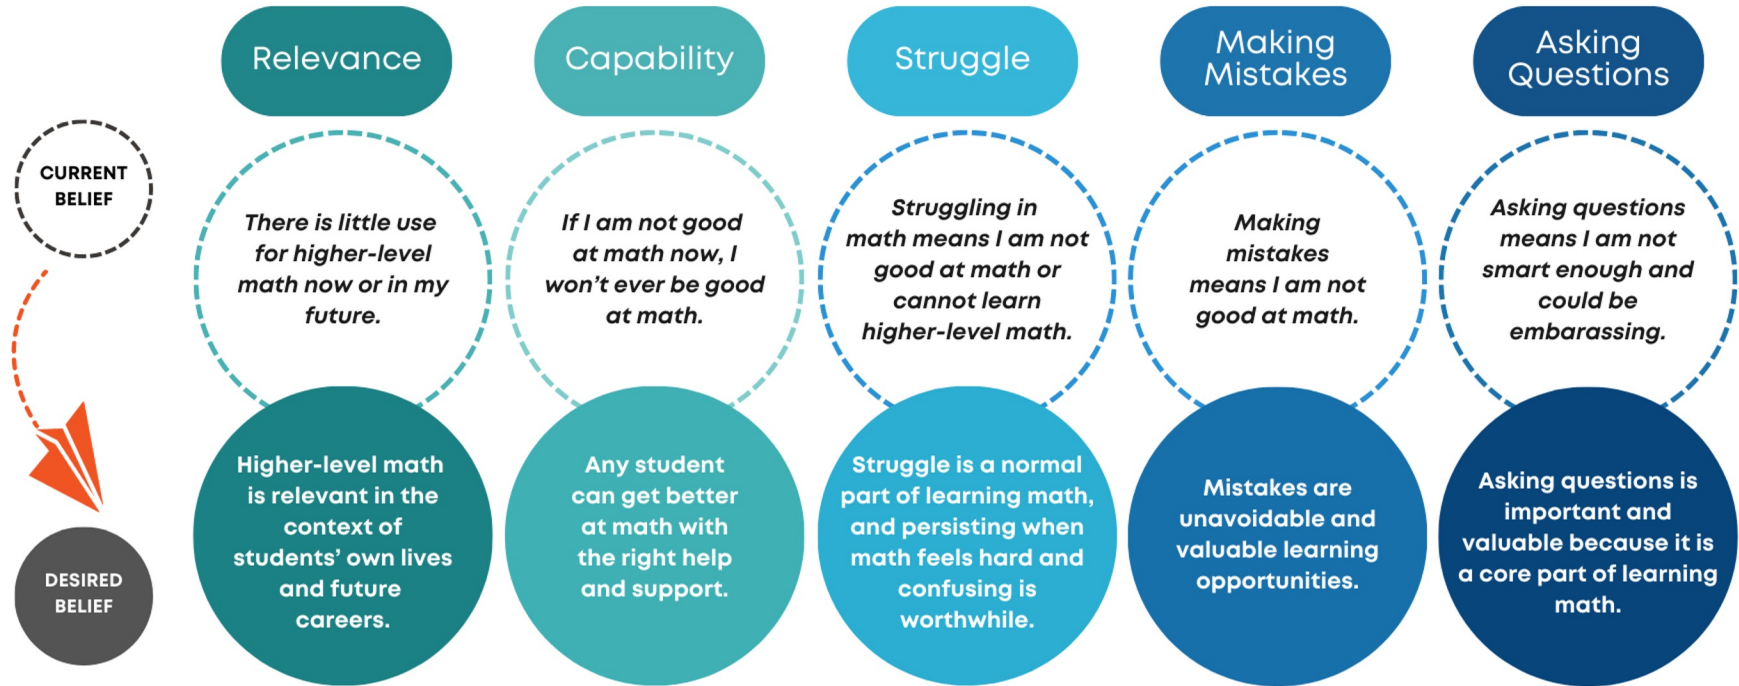 Relevance
Capability
Struggle
Making
Mistakes
Asking
Questions
CURRENT
BELIEF
There is little use
for higher-level
math now or in my
future.
If I am not good
at math now, I
won't ever be good
at math.
Struggling in
math means I am not
good at math or
cannot learn
higher-level math.
Making
mistakes
means I am not
good at math.
Asking questions
means I am not
smart enough and
could be
embarassing.
DESIRED
BELIEF
Higher-level math
is relevant in the
context of
students' own lives
and future
careers.
Any student
can get better
at math with
the right help
and support.
Struggle is a normal
part of learning math,
and persisting when
math feels hard and
confusing is
worthwhile.
Mistakes are
unavoidable and
valuable learning
opportunities.
Asking questions is
important and
valuable because it is
a core part of learning
math.